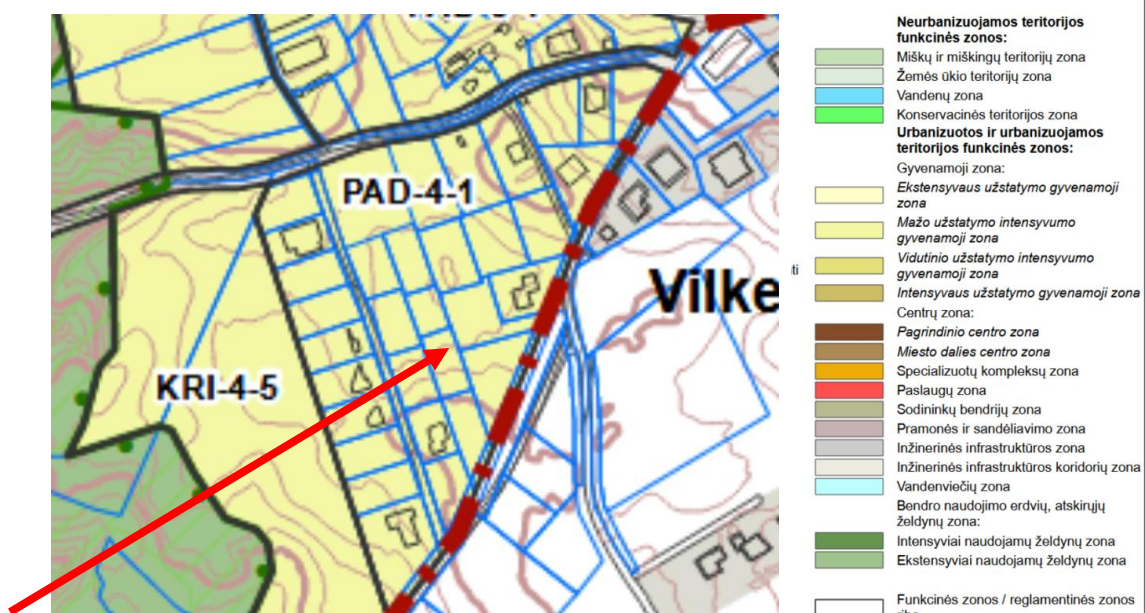 PAD-4-1
KRI-4-5
Vilke
ti
Neurbanizuojamos teritorijos
funkcinės zonos:
Miškų ir miškingų teritorijų zona
Žemės ūkio teritorijų zona
Vandenų zona
Konservacinės teritorijos zona
Urbanizuotos ir urbanizuojamos
teritorijos funkcinės zonos:
Gyvenamoji zona:
Ekstensyvaus užstatymo gyvenamoji
zona
Mažo užstatymo intensyvumo
gyvenamoji zona
Vidutinio užstatymo intensyvumo
gyvenamoji zona
Intensyvaus užstatymo gyvenamoji zona
Centrų zona:
Pagrindinio centro zona
Miesto dalies centro zona
Specializuotų kompleksų zona
Paslaugų zona
Sodininkų bendrijų zona
Pramonės ir sandėliavimo zona
Inžinerinės infrastruktūros zona
Inžinerinės infrastruktūros koridorių zona
Vandenviečių zona
Bendro naudojimo erdvių, atskirųjų
želdynų zona:
Intensyviai naudojamų želdynų zona
Ekstensyviai naudojamų želdynų zona
Funkcinės zonos / reglamentinės zonos